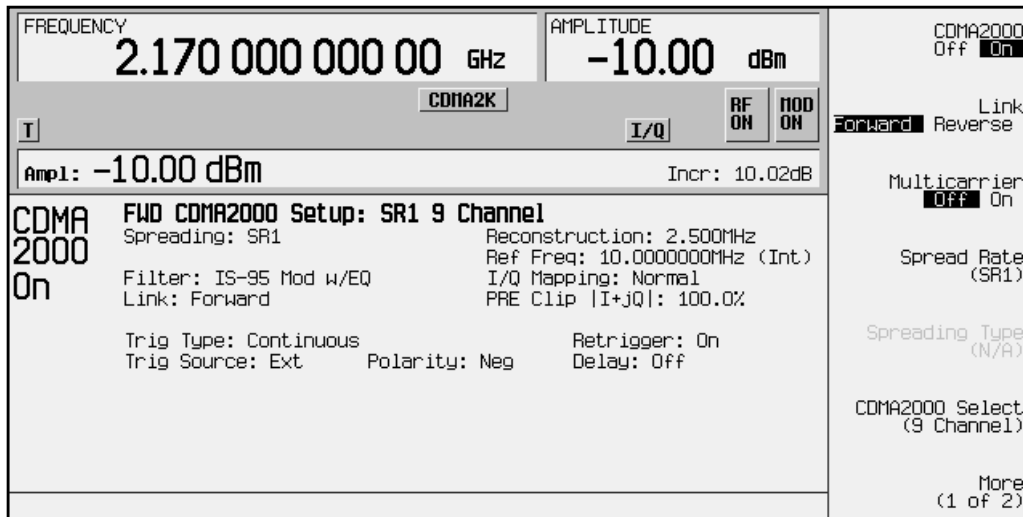 FREQUENCY
2.170 000 000 00 GHz
AMPLITUDE
-10.00 dBm
CDMA2K
RF ON
MOD ON
T
I/Q
Ampl: -10.00 dBm
Incr: 10.02dB
CDMA
2000
On
FWD CDMA2000 Setup: SR1 9 Channel
Spreading: SR1
Reconstruction: 2.500MHz
Ref Freq: 10.0000000MHz (Int)
Filter: IS-95 Mod w/EQ
I/Q Mapping: Normal
Link: Forward
PRE Clip |I+jQ|: 100.0%
Trig Type: Continuous
Retrigger: On
Trig Source: Ext
Polarity: Neg
Delay: Off
CDMA2000
Off On
Link
Forward Reverse
Multicarrier
Off On
Spread Rate
(SR1)
Spreading Type
(N/A)
CDMA2000 Select
(9 Channel)
More
(1 of 2)